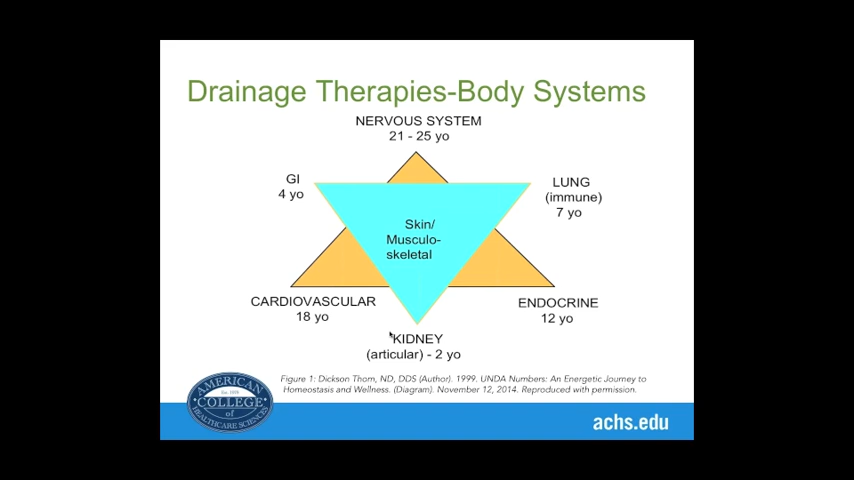 Drainage Therapies-Body Systems
NERVOUS SYSTEM
21 - 25 yo
GI
4 yo
LUNG
(immune)
7 yo
Skin/
Musculo-
skeletal
CARDIOVASCULAR
18 yo
ENDOCRINE
12 yo
KIDNEY
(articular) - 2 yo
Figure 1: Dickson Thom, ND, DDS (Author). 1999. UNDA Numbers: An Energetic Journey to
Homeostasis and Wellness. (Diagram). November 12, 2014. Reproduced with permission.
AMERICAN
Est. 1978
COLLEGE
of
HEALTHCARE SCIENCES
achs.edu